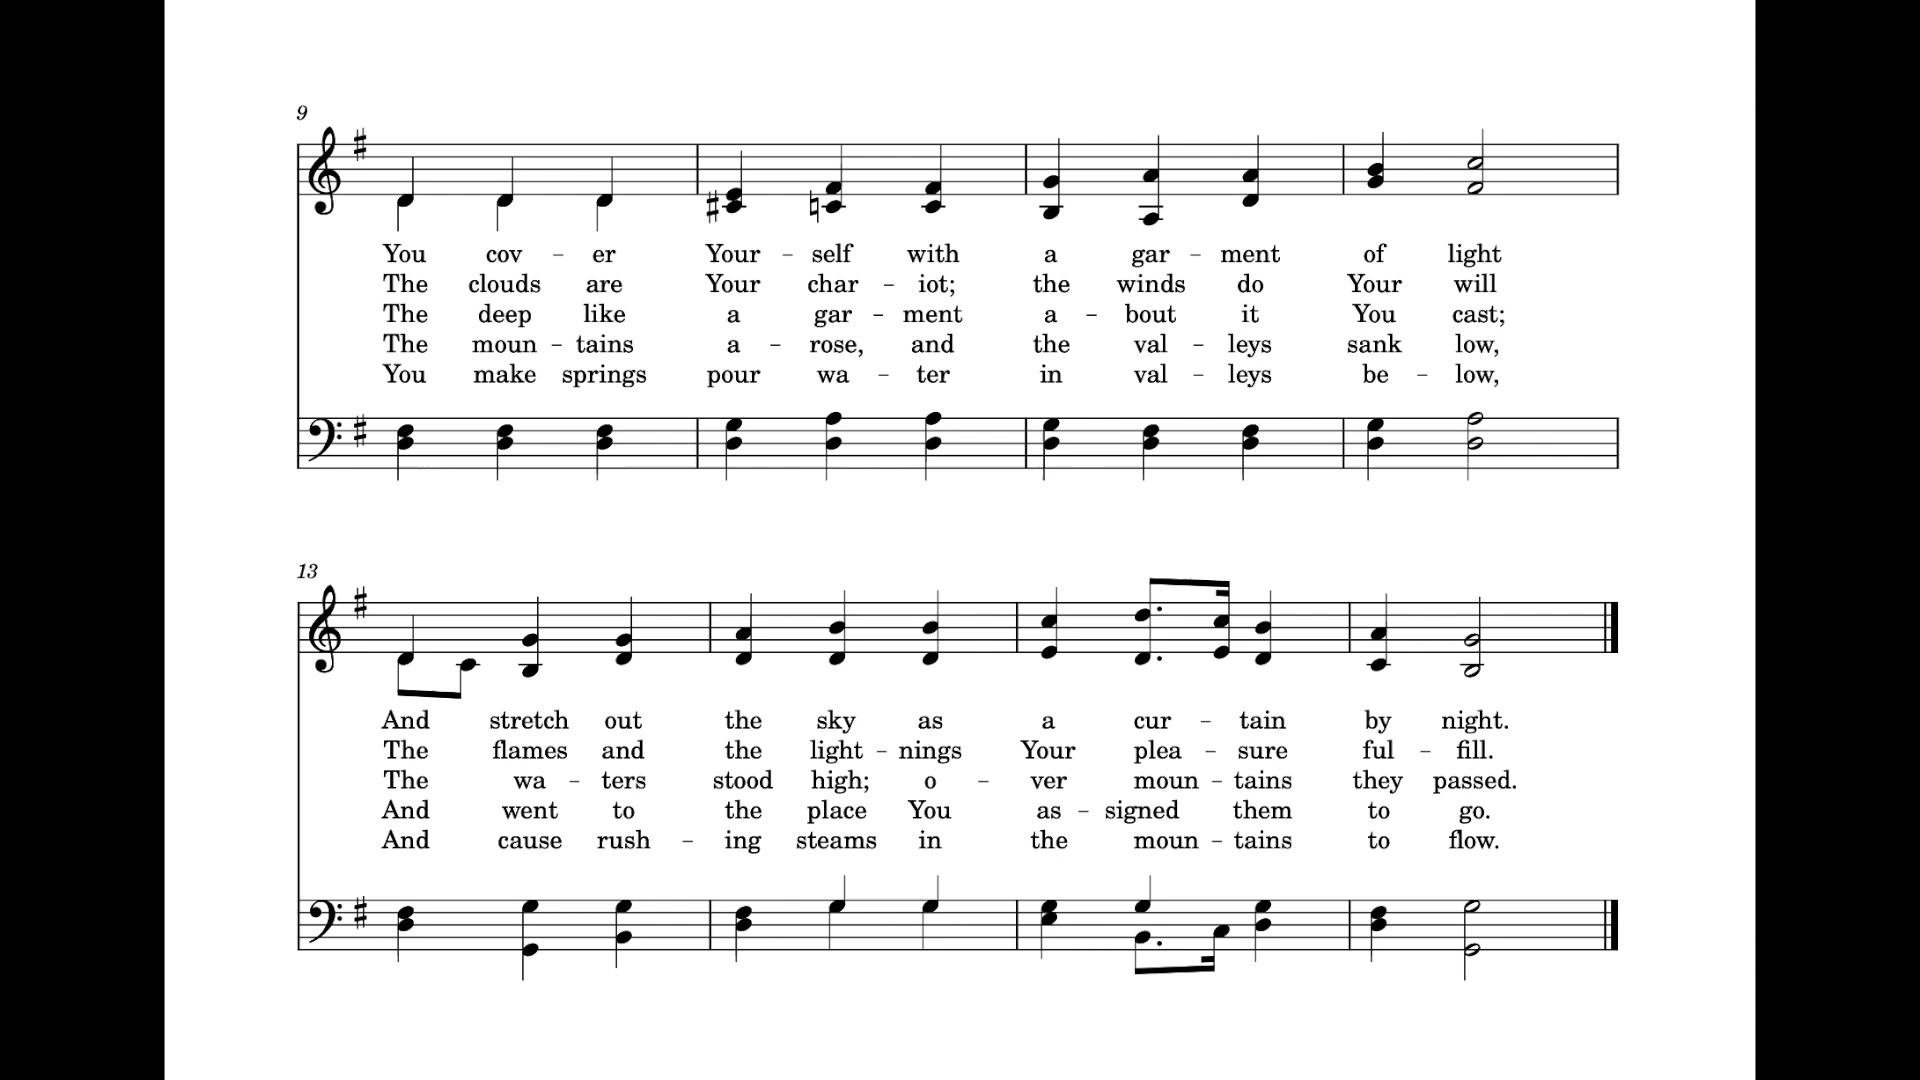 9
You cov – er Your – self with a gar – ment of light
The clouds are Your char – iot; the winds do Your will
The deep like a gar – ment a – bout it You cast;
The moun – tains a – rose, and the val – leys sank low,
You make springs pour wa – ter in val – leys be – low,
13
And stretch out the sky as a cur – tain by night.
The flames and the light – nings Your plea – sure ful – fill.
The wa – ters stood high; o – ver moun – tains they passed.
And went to the place You as – signed them to go.
And cause rush – ing steams in the moun – tains to flow.